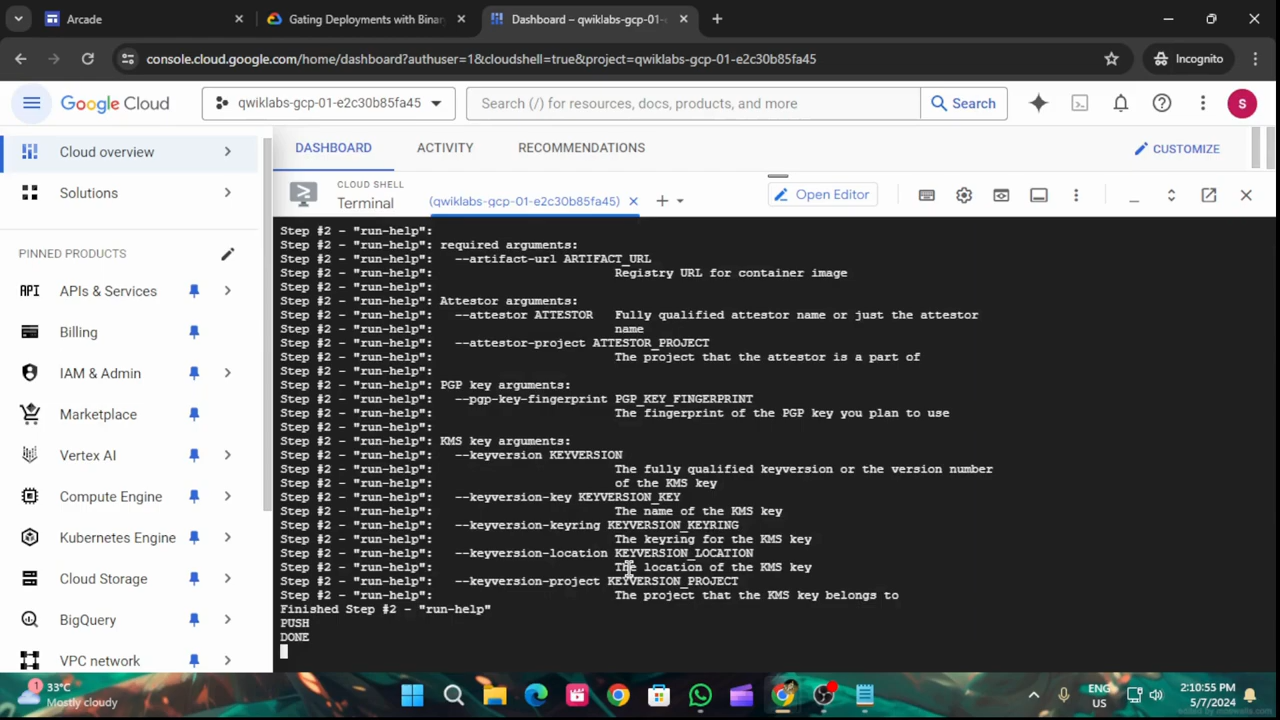 Arcade
Gating Deployments with Binar
Dashboard – qwiklabs-gcp-01-
console.cloud.google.com/home/dashboard?authuser=1&cloudshell=true&project=qwiklabs-gcp-01-e2c30b85fa45
Incognito
Google Cloud
qwiklabs-gcp-01-e2c30b85fa45
Search (/) for resources, docs, products, and more
Search
S
Cloud overview
Solutions
PINNED PRODUCTS
APIs & Services
Billing
IAM & Admin
Marketplace
Vertex AI
Compute Engine
Kubernetes Engine
Cloud Storage
BigQuery
VPC network
DASHBOARD
ACTIVITY
RECOMMENDATIONS
CUSTOMIZE
CLOUD SHELL
Terminal
(qwiklabs-gcp-01-e2c30b85fa45)
Open Editor
Step #2 - "run-help":
Step #2 - "run-help": required arguments:
Step #2 - "run-help":   --artifact-url ARTIFACT_URL
Step #2 - "run-help":                         Registry URL for container image
Step #2 - "run-help":
Step #2 - "run-help": Attestor arguments:
Step #2 - "run-help":   --attestor ATTESTOR   Fully qualified attestor name or just the attestor
Step #2 - "run-help":                         name
Step #2 - "run-help":   --attestor-project ATTESTOR_PROJECT
Step #2 - "run-help":                         The project that the attestor is a part of
Step #2 - "run-help":
Step #2 - "run-help": PGP key arguments:
Step #2 - "run-help":   --pgp-key-fingerprint PGP_KEY_FINGERPRINT
Step #2 - "run-help":                         The fingerprint of the PGP key you plan to use
Step #2 - "run-help":
Step #2 - "run-help": KMS key arguments:
Step #2 - "run-help":   --keyversion KEYVERSION
Step #2 - "run-help":                         The fully qualified keyversion or the version number
Step #2 - "run-help":                         of the KMS key
Step #2 - "run-help":   --keyversion-key KEYVERSION_KEY
Step #2 - "run-help":                         The name of the KMS key
Step #2 - "run-help":   --keyversion-keyring KEYVERSION_KEYRING
Step #2 - "run-help":                         The keyring for the KMS key
Step #2 - "run-help":   --keyversion-location KEYVERSION_LOCATION
Step #2 - "run-help":                         The location of the KMS key
Step #2 - "run-help":   --keyversion-project KEYVERSION_PROJECT
Step #2 - "run-help":                         The project that the KMS key belongs to
Finished Step #2 - "run-help"
PUSH
DONE
1
33°C
Mostly cloudy
ENG
US
2:10:55 PM
5/7/2024